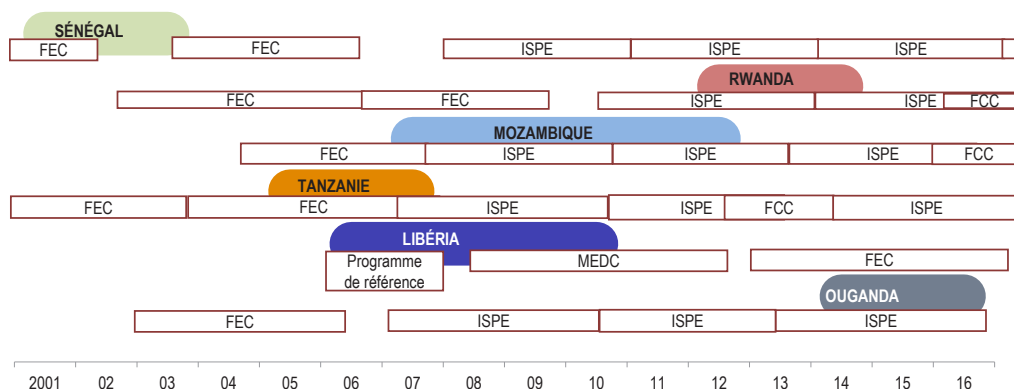 SÉNÉGAL
FEC FEC ISPE ISPE ISPE
RWANDA
FEC FEC ISPE ISPE FCC
MOZAMBIQUE
FEC ISPE ISPE ISPE FCC
TANZANIE
FEC FEC ISPE ISPE FCC ISPE
LIBÉRIA
Programme
de référence
MEDC FEC
OUGANDA
FEC ISPE ISPE ISPE
2001 02 03 04 05 06 07 08 09 10 11 12 13 14 15 16